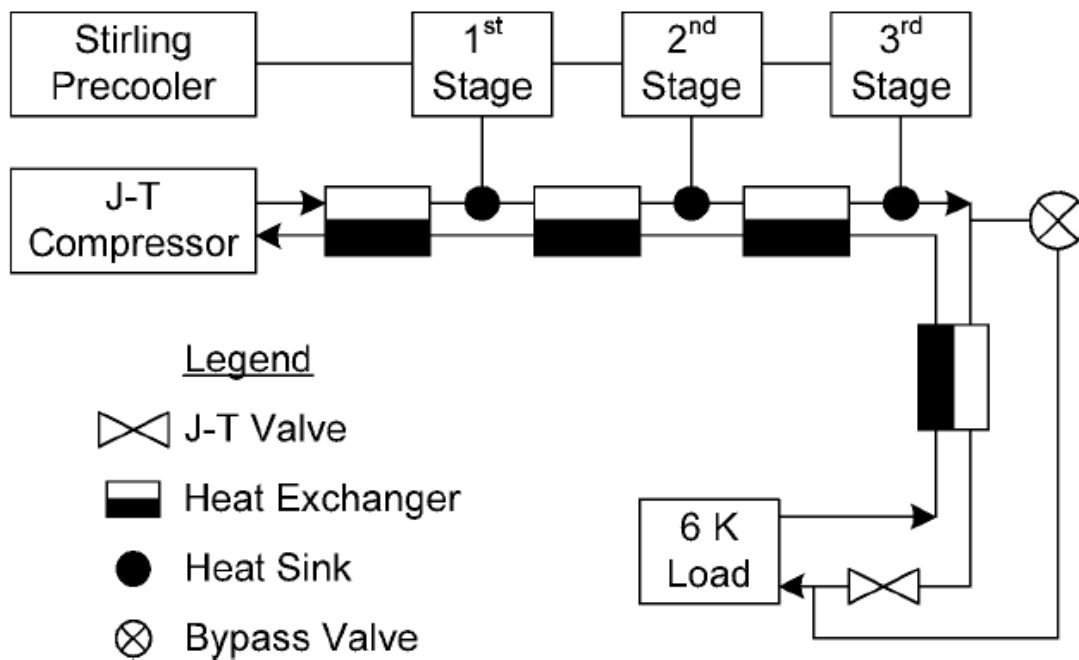 Stirling
Precooler
1st
Stage
2nd
Stage
3rd
Stage
J-T
Compressor
Legend
J-T Valve
Heat Exchanger
Heat Sink
Bypass Valve
6 K
Load